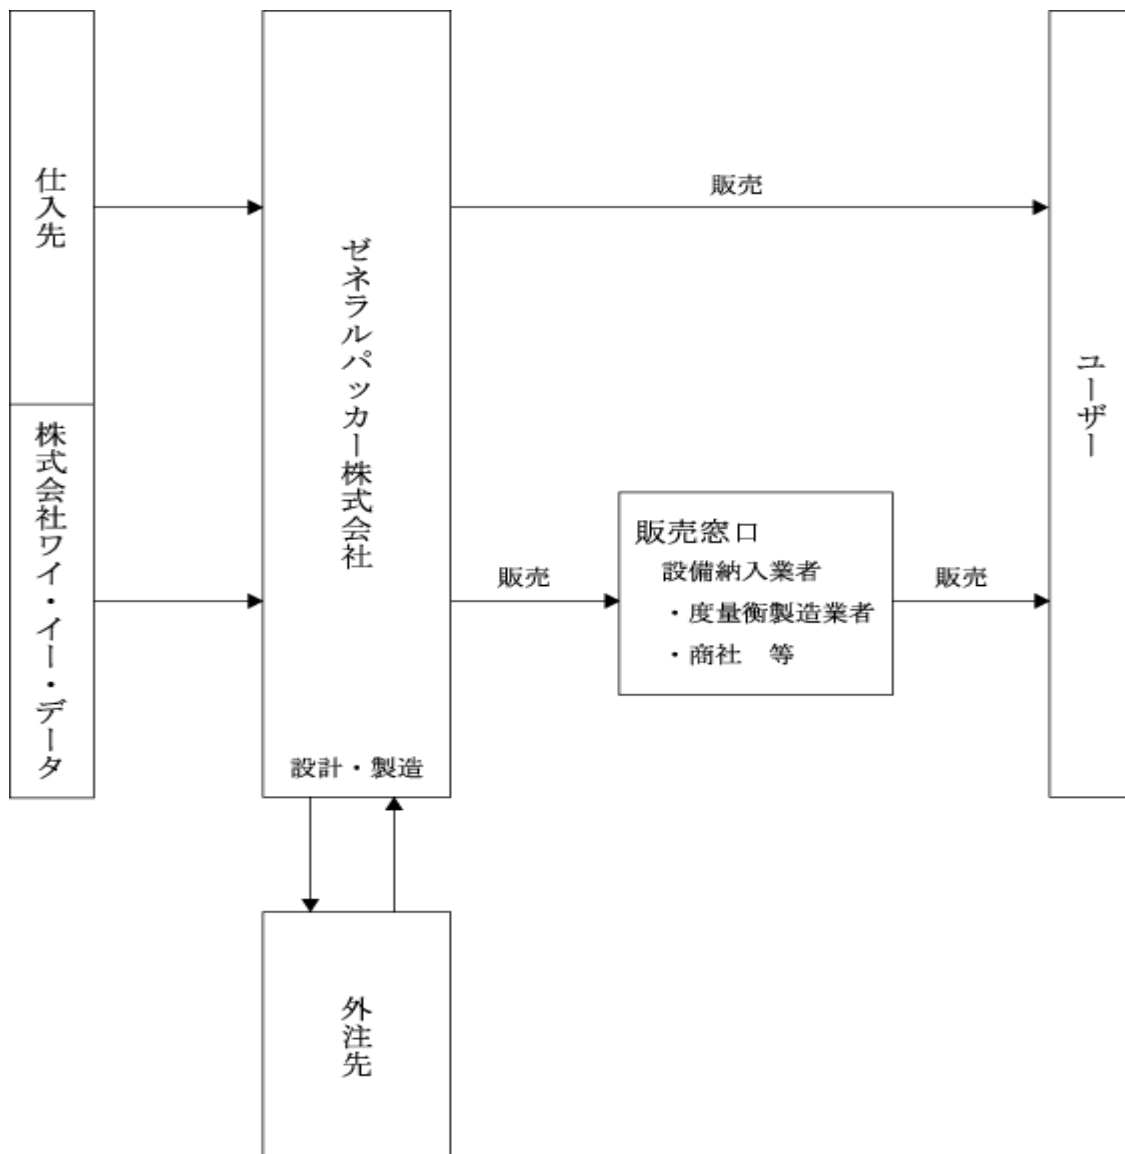 仕入先
株式会社ワイ・イー・データ
ゼネラルパッカー株式会社
設計・製造
販売
販売
販売窓口
設備納入業者
・度量衡製造業者
・商社　等
販売
ユーザー
外注先